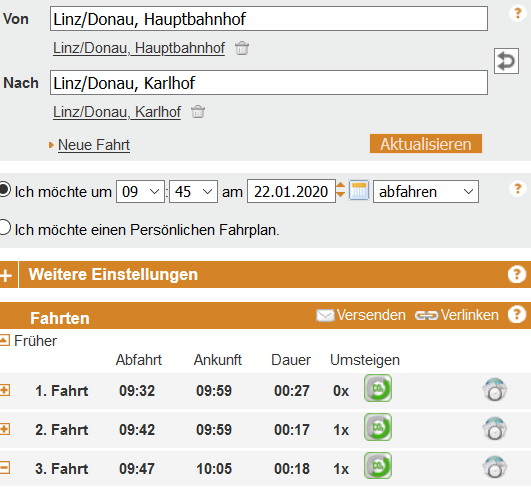 Von Linz/Donau, Hauptbahnhof ?
Linz/Donau, Hauptbahnhof
Nach Linz/Donau, Karlhof
Linz/Donau, Karlhof
Neue Fahrt Aktualisieren
Ich möchte um 09 : 45 am 22.01.2020 abfahren ?
Ich möchte einen Persönlichen Fahrplan.
+ Weitere Einstellungen ?
Fahrten Versenden Verlinken ?
Früher
Abfahrt Ankunft Dauer Umsteigen
1. Fahrt 09:32 09:59 00:27 0x
2. Fahrt 09:42 09:59 00:17 1x
3. Fahrt 09:47 10:05 00:18 1x